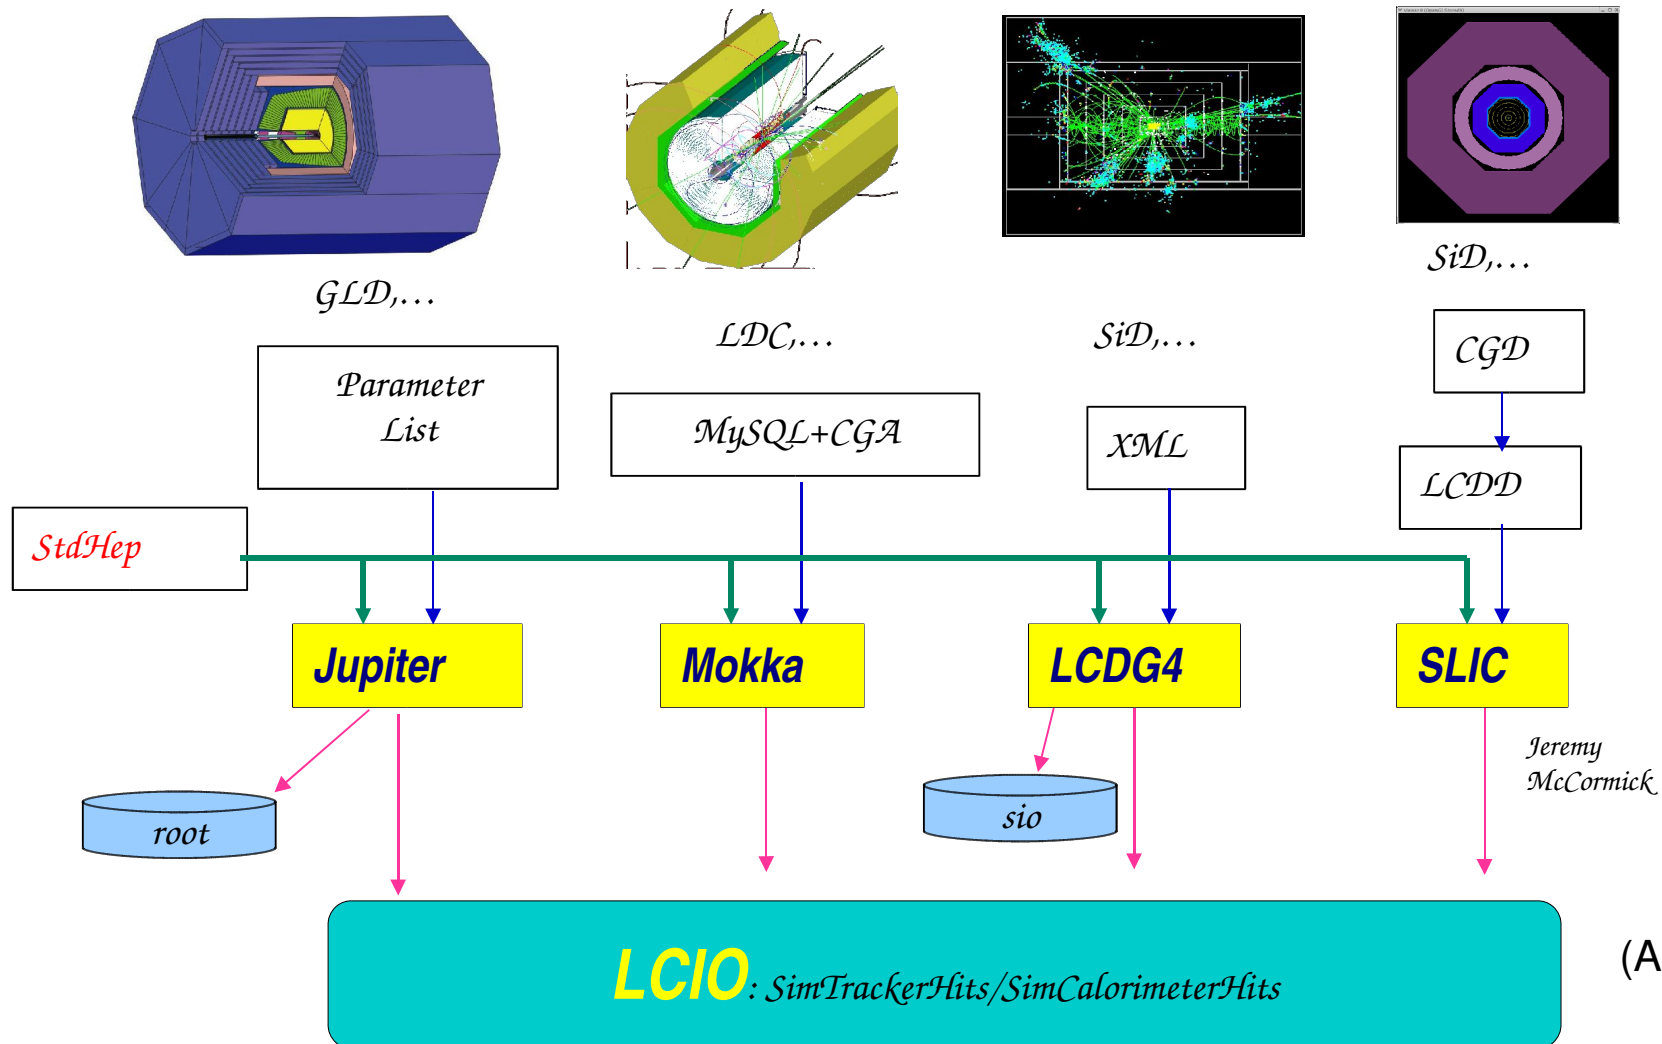 GLD,...
LDC,...
SiD,...
SiD,...
Parameter
List
MySQL+CGA
XML
CGD
LCDD
StdHep
Jupiter
Mokka
LCDG4
SLIC
Jeremy
McCormick
root
sio
LCIO: SimTrackerHits/SimCalorimeterHits
(A